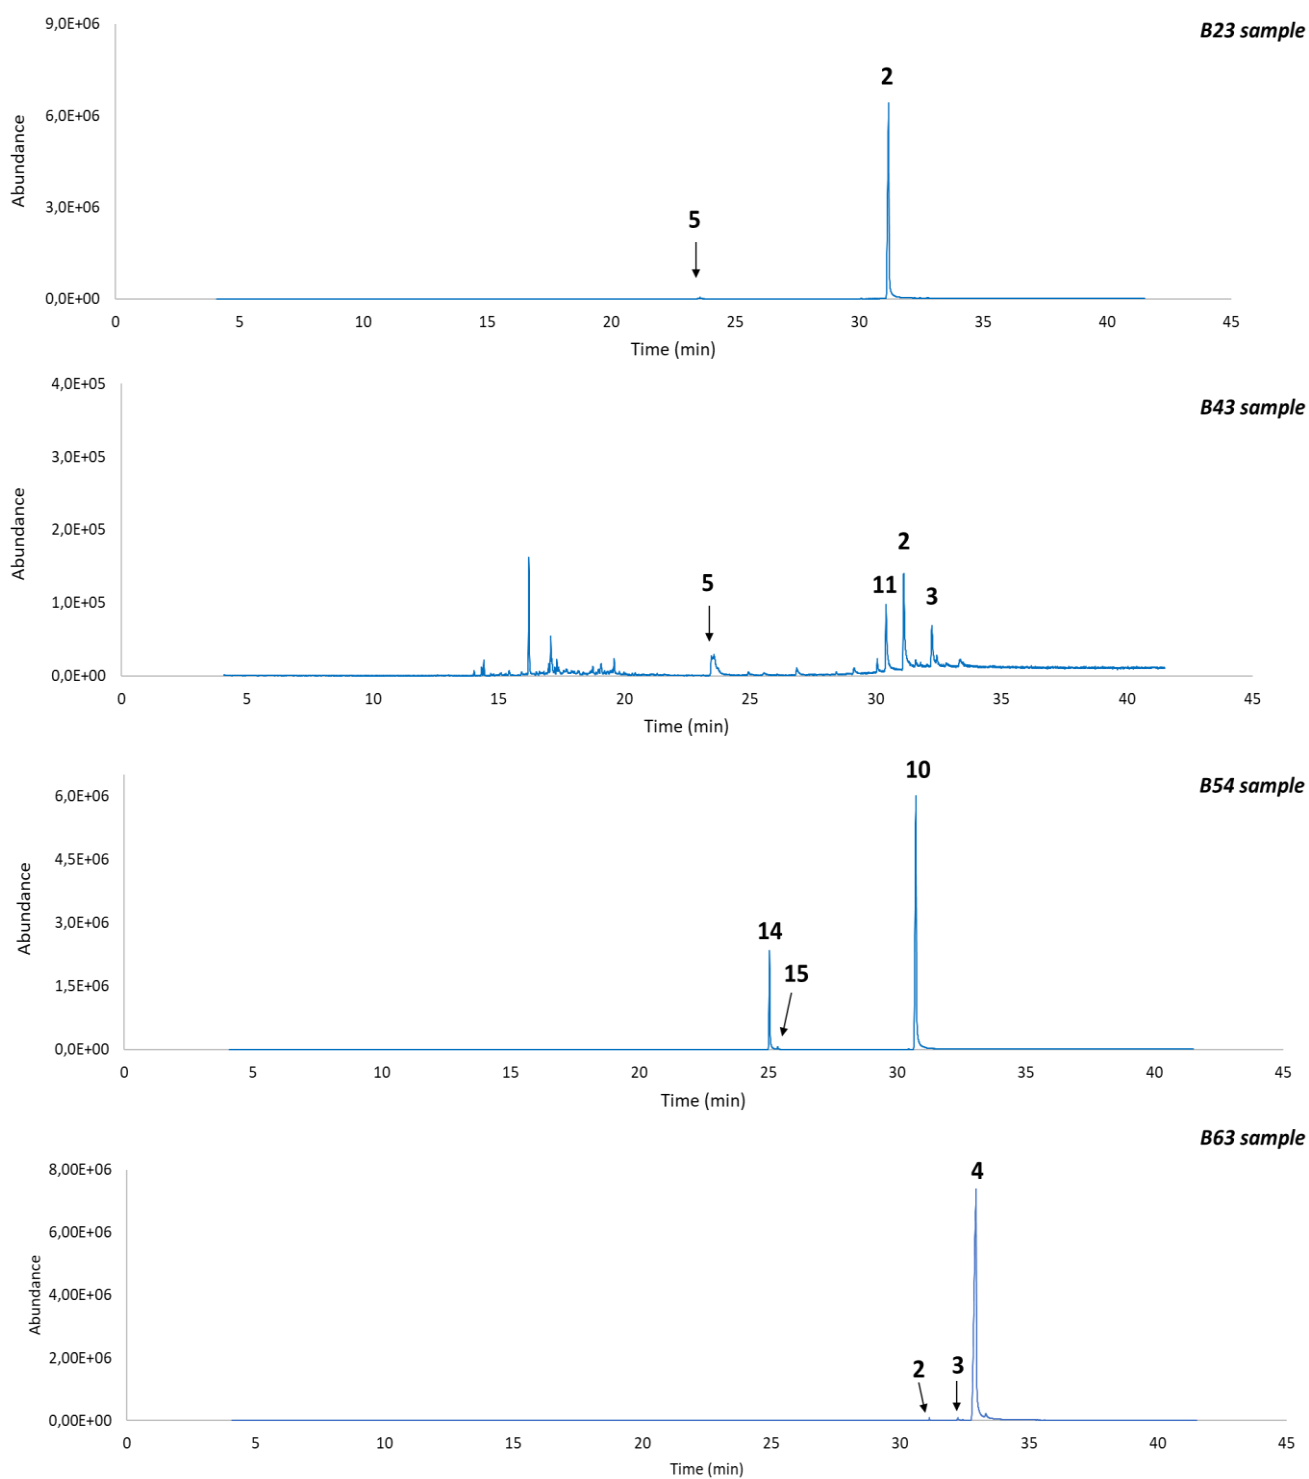 B23 sample
9,0E+06
2
6,0E+06
Abundance
3,0E+06
5
0,0E+00
0 5 10 15 20 25 30 35 40 45
Time (min)
B43 sample
4,0E+05
3,0E+05
Abundance
2,0E+05
2
5
11
3
1,0E+05
0,0E+00
0 5 10 15 20 25 30 35 40 45
Time (min)
B54 sample
10
6,0E+06
4,5E+06
Abundance
3,0E+06
14
15
1,5E+06
0,0E+00
0 5 10 15 20 25 30 35 40 45
Time (min)
B63 sample
8,00E+06
4
6,00E+06
Abundance
4,00E+06
2,00E+06
2
3
0,00E+00
0 5 10 15 20 25 30 35 40 45
Time (min)